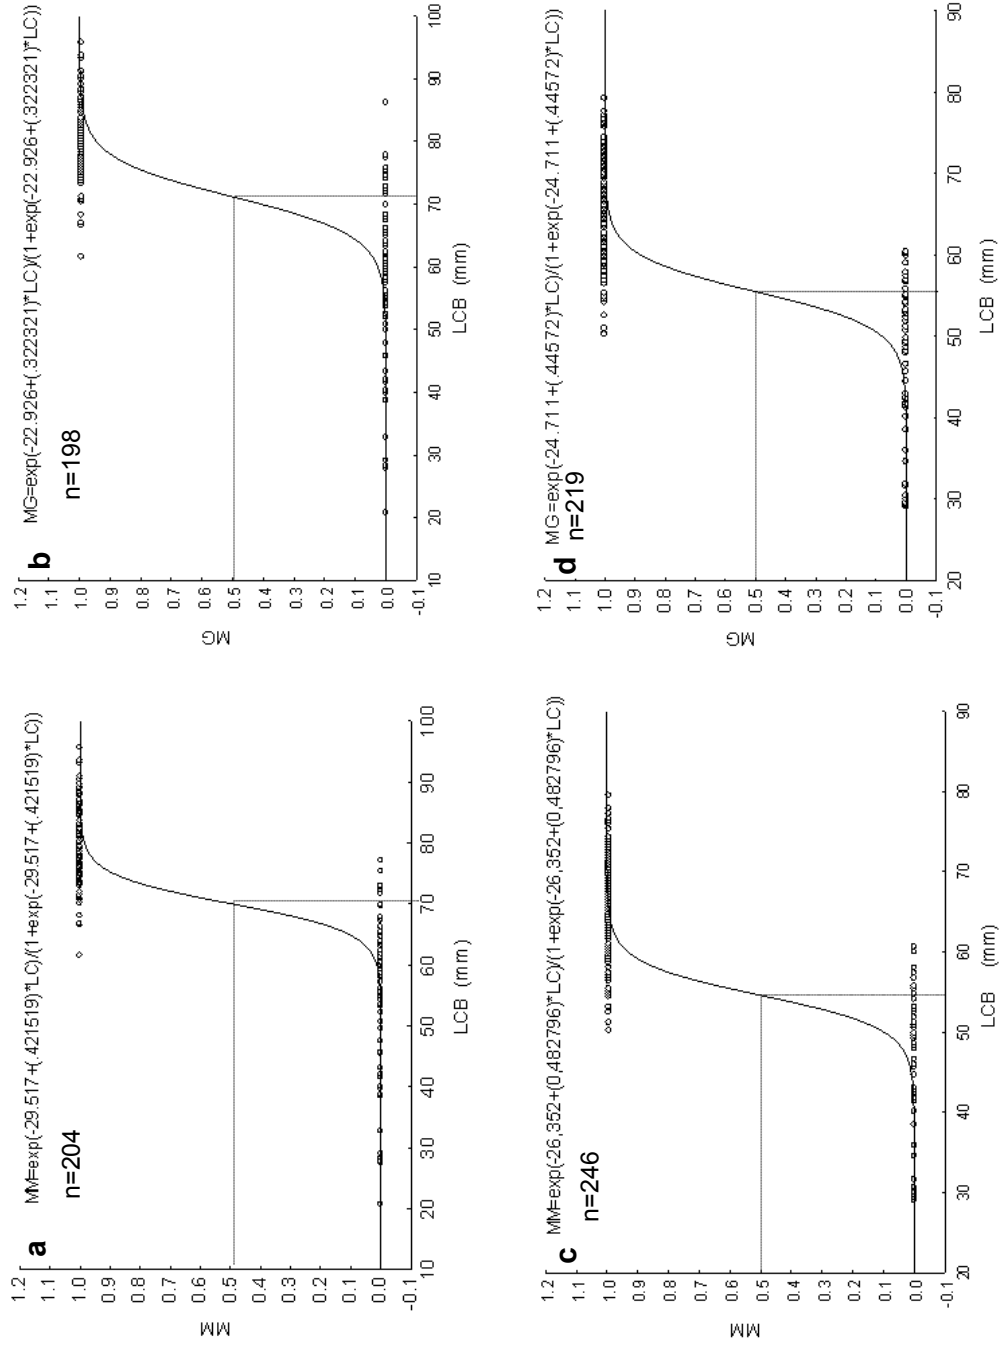 a
MM=exp(-29.517+(.421519)*LC)/(1+exp(-29.517+(.421519)*LC))
n=204
MM
1.2
1.1
1.0
0.9
0.8
0.7
0.6
0.5
0.4
0.3
0.2
0.1
0.0
-0.1
10 20 30 40 50 60 70 80 90 100
LCB (mm)
b
MG=exp(-22.926+(.322321)*LC)/(1+exp(-22.926+(.322321)*LC))
n=198
MG
1.2
1.1
1.0
0.9
0.8
0.7
0.6
0.5
0.4
0.3
0.2
0.1
0.0
-0.1
10 20 30 40 50 60 70 80 90 100
LCB (mm)
c
MM=exp(-26,352+(0,482796)*LC)/(1+exp(-26,352+(0,482796)*LC))
n=246
MM
1.2
1.1
1.0
0.9
0.8
0.7
0.6
0.5
0.4
0.3
0.2
0.1
0.0
-0.1
20 30 40 50 60 70 80 90
LCB (mm)
d
MG=exp(-24.711+(.44572)*LC)/(1+exp(-24.711+(.44572)*LC))
n=219
MG
1.2
1.1
1.0
0.9
0.8
0.7
0.6
0.5
0.4
0.3
0.2
0.1
0.0
-0.1
20 30 40 50 60 70 80 90
LCB (mm)